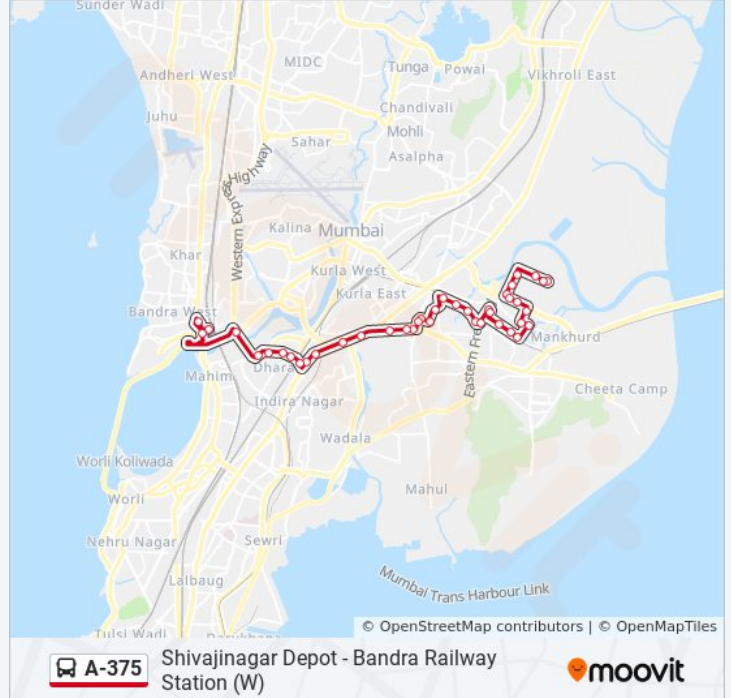 Sunder Wadi
MIDC
Tunga
Powai
Andheri West
Vikhroli East
Chandivali
Juhu
Mohli
Sahar
Asalpha
Western Express Highway
Kalina
Mumbai
Khar
Kurla West
Kurla East
Bandra West
Mankhurd
Eastern Fre
Mahim
Dhara
Cheeta Camp
Indira Nagar
Wadala
Worli Koliwada
Mahul
Worli
Nehru Nagar
Sewri
Lalbaug
Mumbai Trans Harbour Link
Tulsi Wadi
© OpenStreetMap contributors | © OpenMapTiles
A-375
Shivajinagar Depot - Bandra Railway
Station (W)
moovit